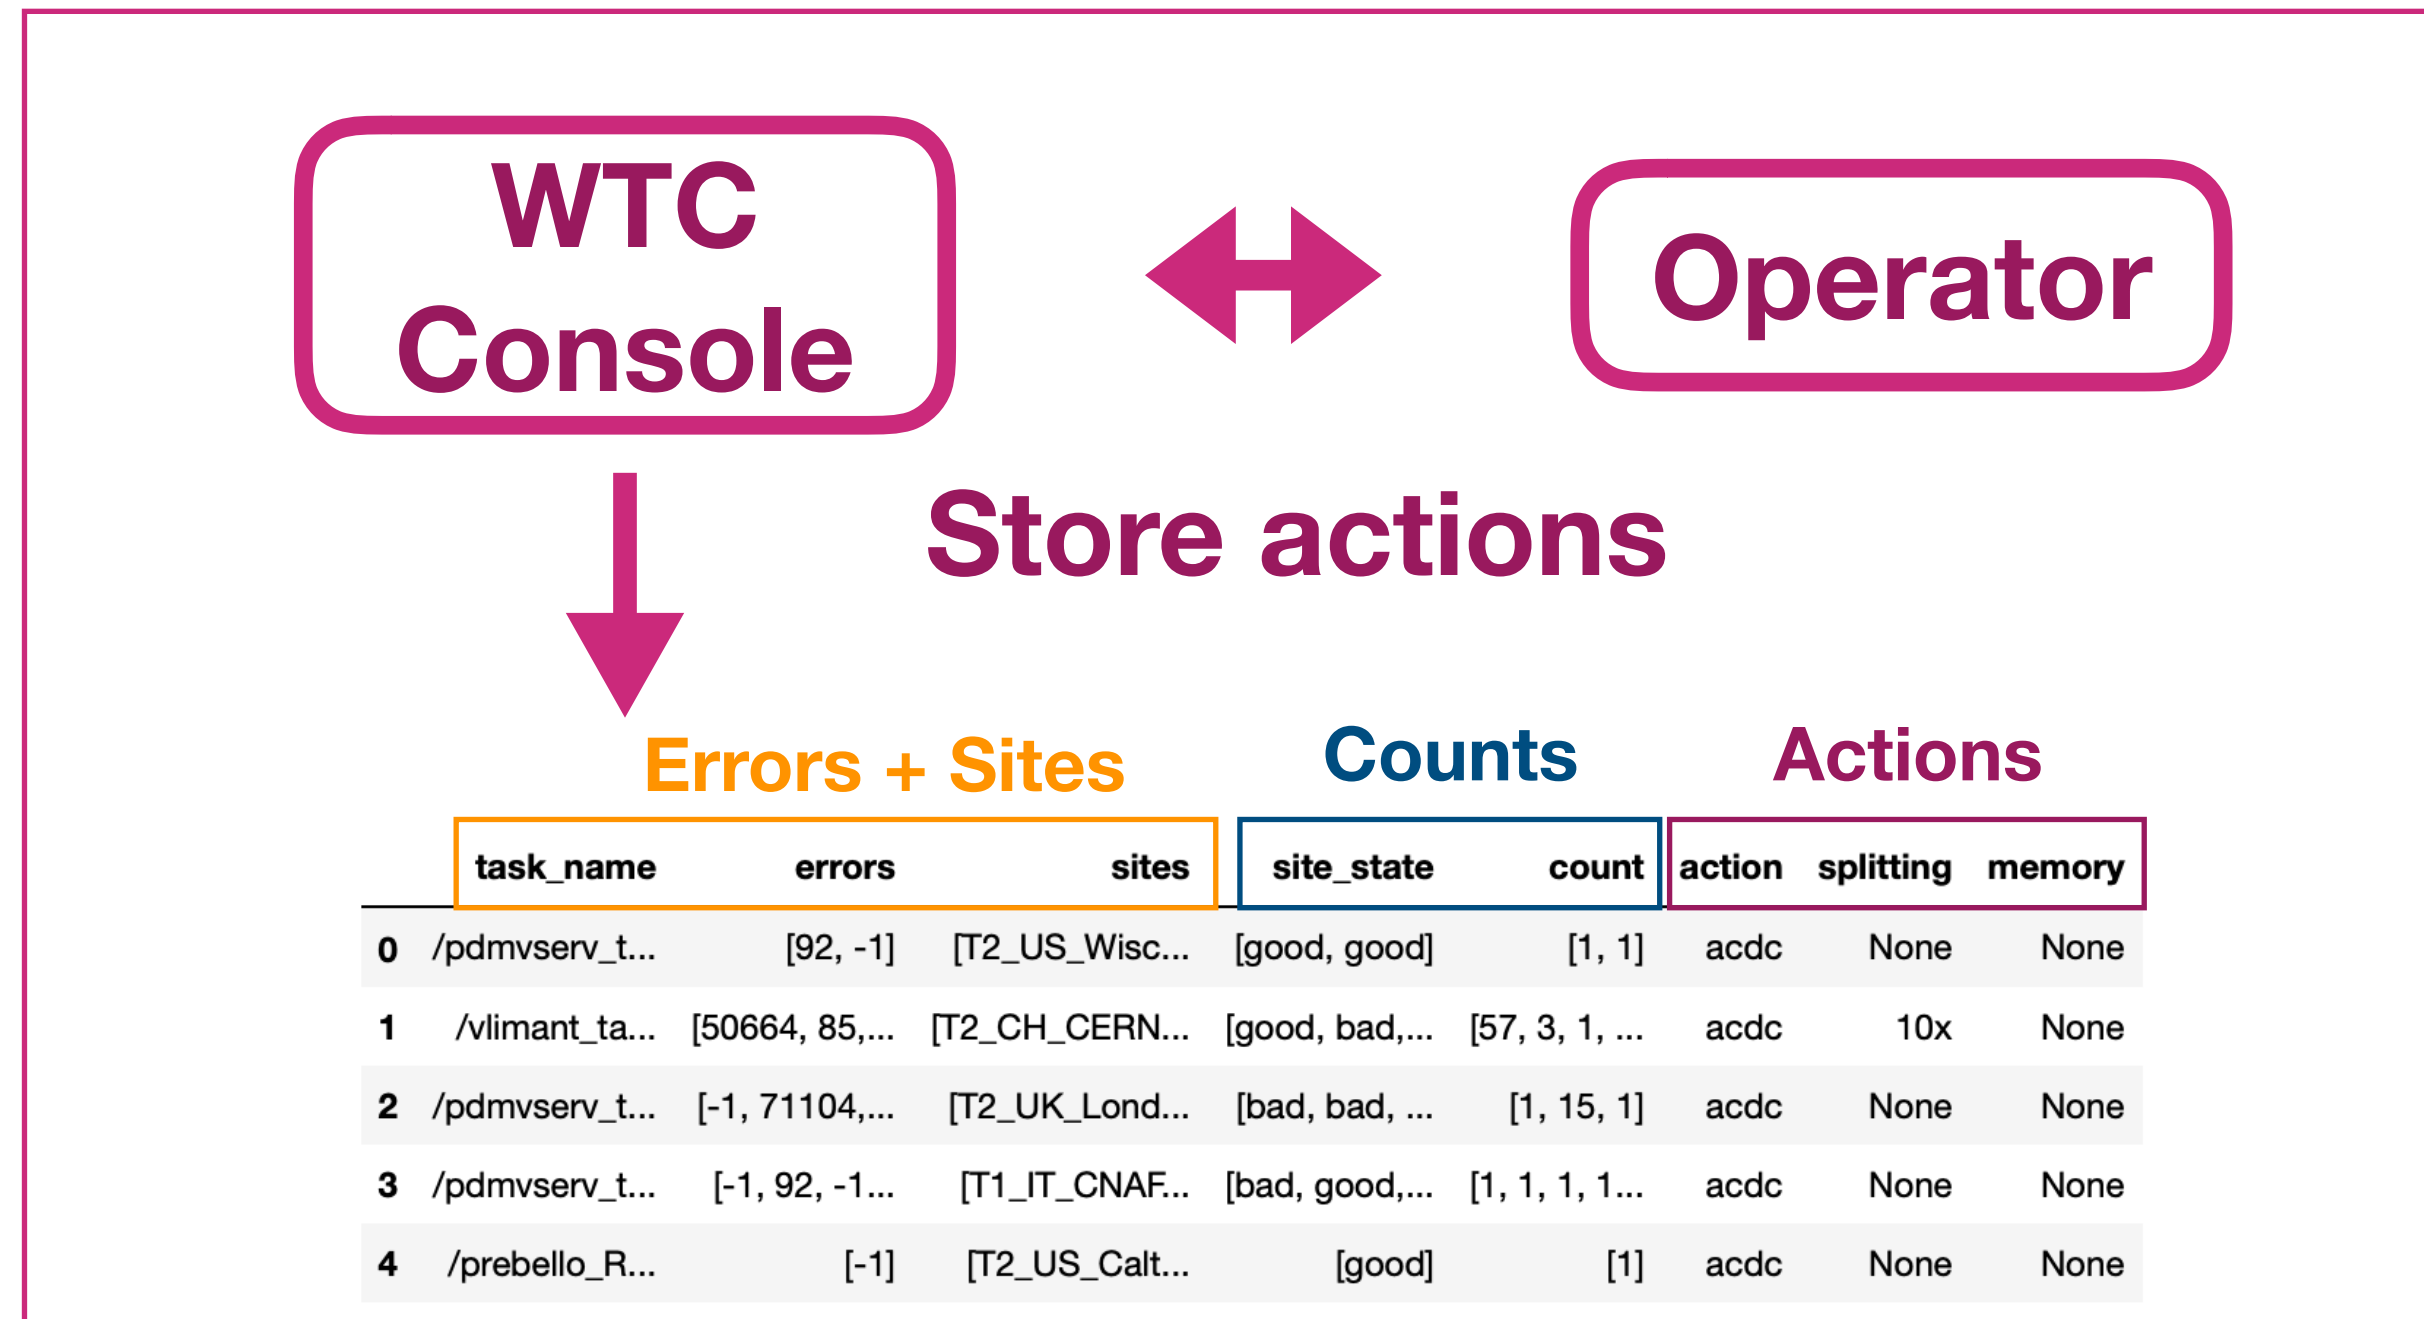 WTC
Console
Operator
Store actions
Errors + Sites
Counts
Actions
task_name errors sites site_state count action splitting memory
0 /pdmvserv_t... [92, -1] [T2_US_Wisc... [good, good] [1, 1] acdc None None
1 /vlimant_ta... [50664, 85,... [T2_CH_CERN... [good, bad,... [57, 3, 1, ... acdc 10x None
2 /pdmvserv_t... [-1, 71104,... [T2_UK_Lond... [bad, bad, ... [1, 15, 1] acdc None None
3 /pdmvserv_t... [-1, 92, -1... [T1_IT_CNAF... [bad, good,... [1, 1, 1, 1... acdc None None
4 /prebello_R... [-1] [T2_US_Calt... [good] [1] acdc None None